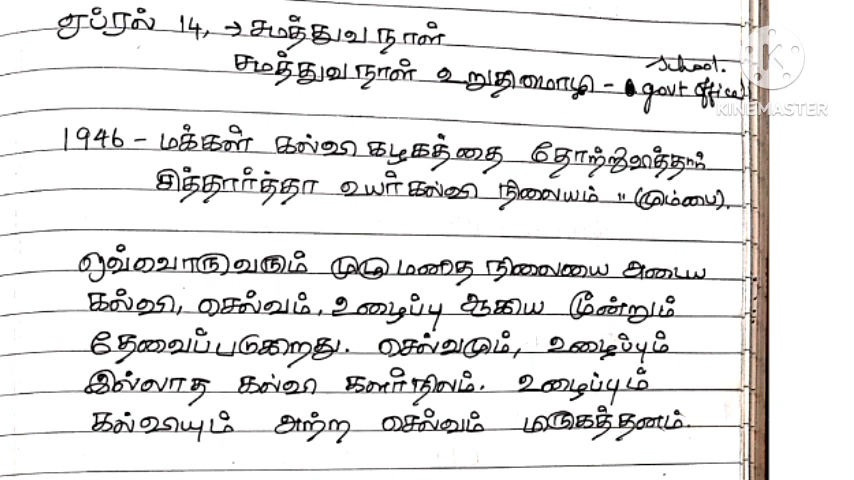 ஏப்ரல் 14, → சமத்துவ நாள்
சமத்துவ நாள் உறுதிமொழி - school.
govt office
KINEMASTER
1946 - மக்கள் கல்வி கழகத்தை தோற்றுவித்தார்
சித்தார்த்தா உயர்கல்வி நிலையம் " (மும்பை).
ஒவ்வொருவரும் முழு மனித நிலையை அடைய
கல்வி, செல்வம், உழைப்பு ஆகிய மூன்றும்
தேவைப்படுகிறது. செல்வமும், உழைப்பும்
இல்லாத கல்வி களர்நிலம். உழைப்பும்
கல்வியும் அற்ற செல்வம் மிருகத்தனம்.